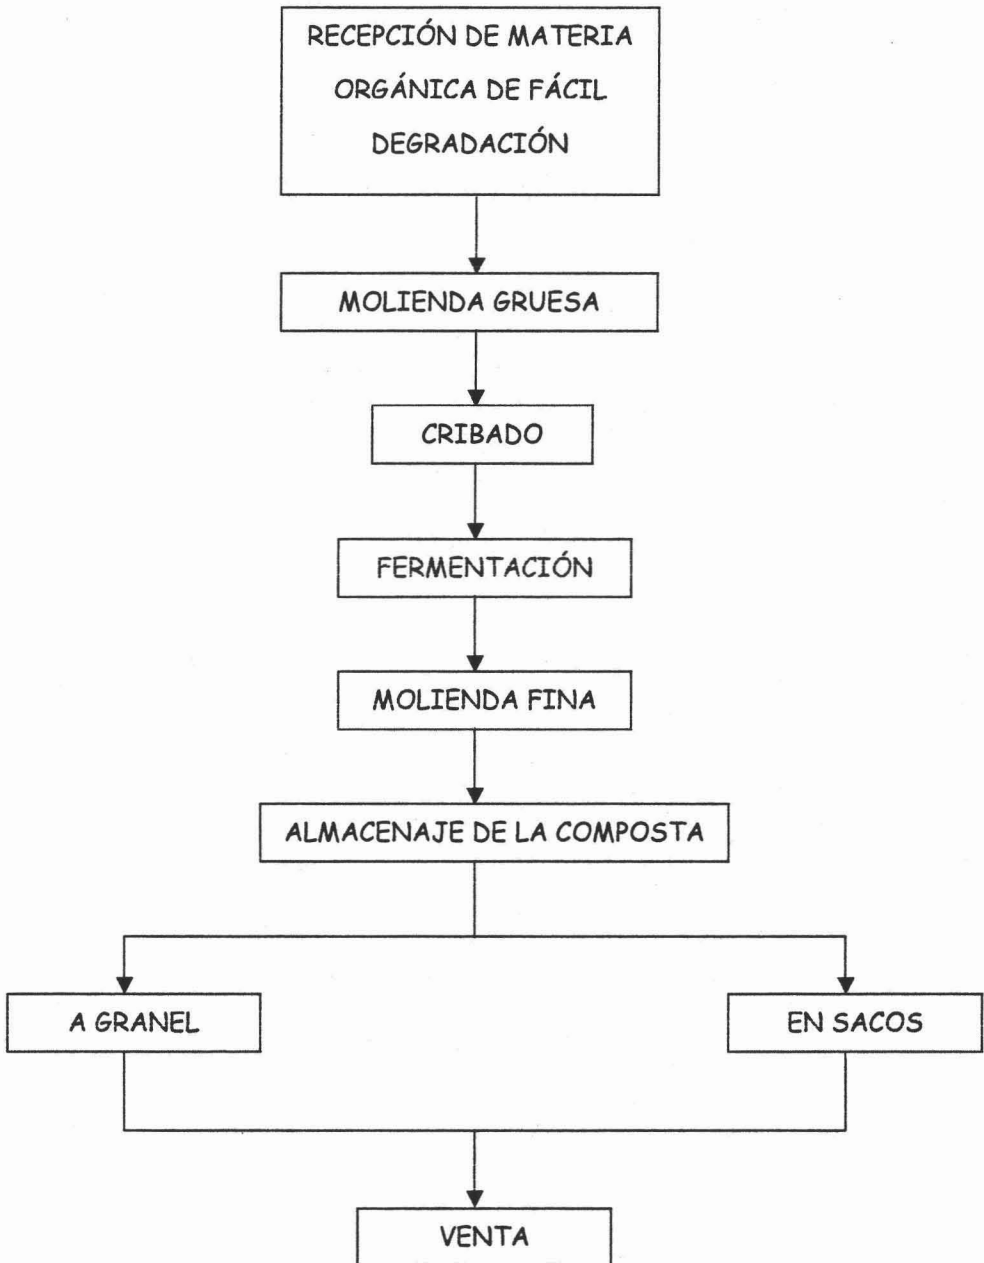 RECEPCIÓN DE MATERIA
ORGÁNICA DE FÁCIL
DEGRADACIÓN
MOLIENDA GRUESA
CRIBADO
FERMENTACIÓN
MOLIENDA FINA
ALMACENAJE DE LA COMPOSTA
A GRANEL
EN SACOS
VENTA